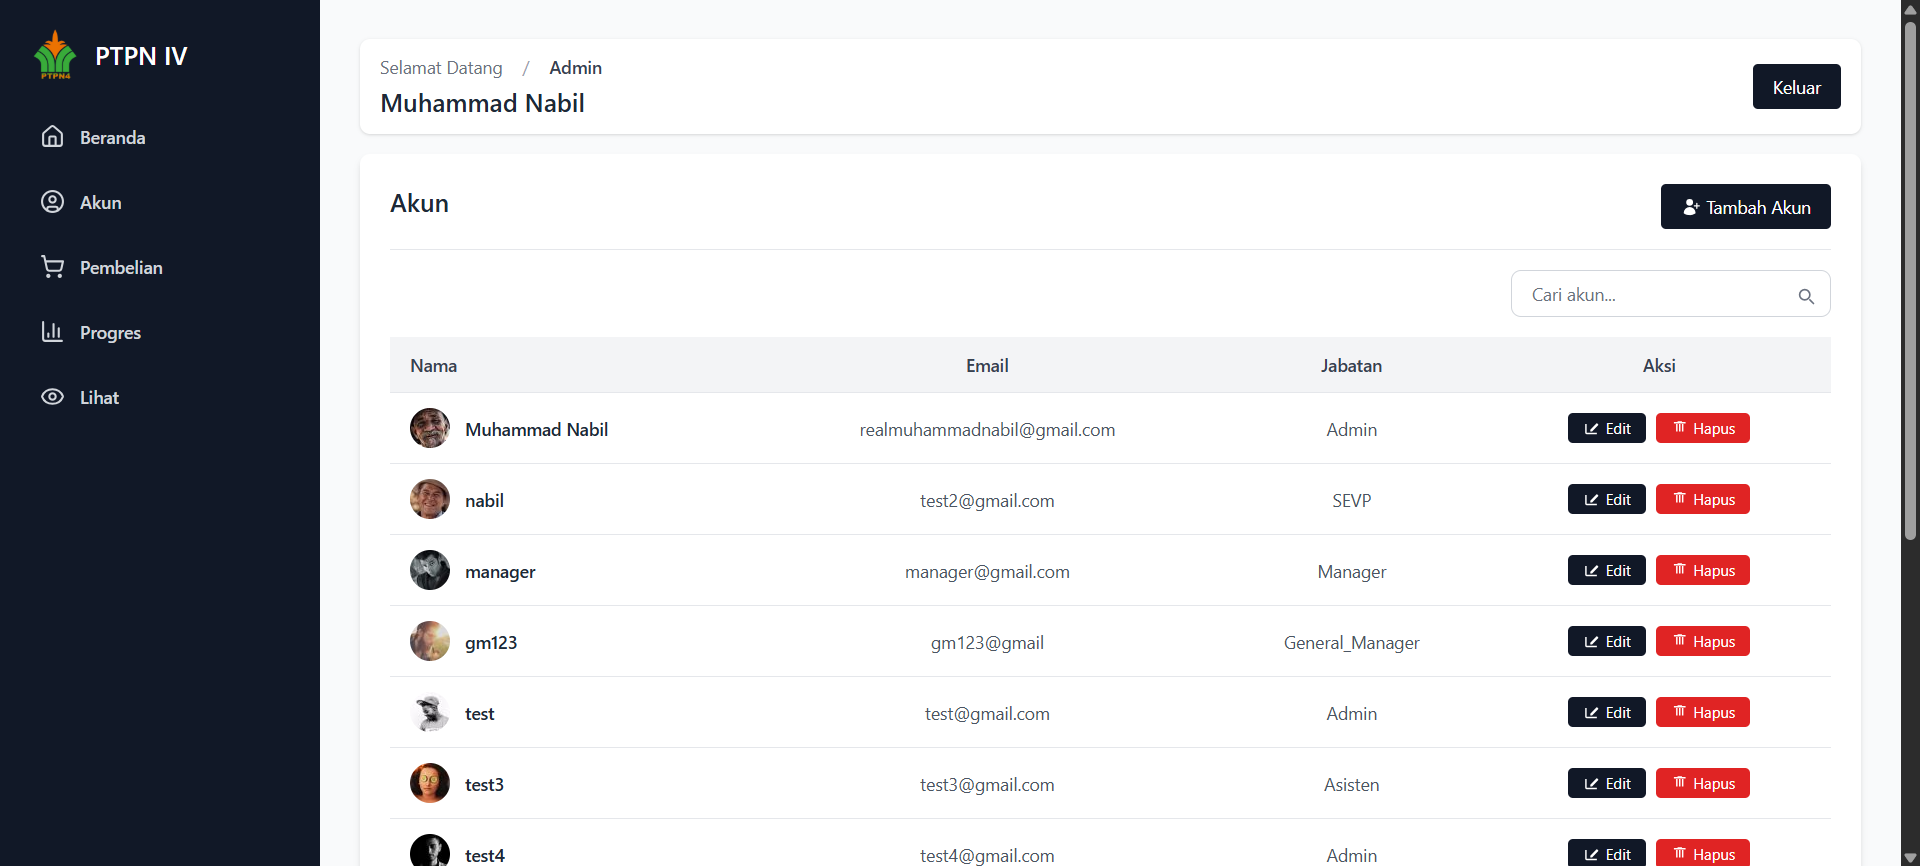 PTPN4
PTPN IV
Beranda
Akun
Pembelian
Progres
Lihat
Selamat Datang / Admin
Muhammad Nabil
Keluar
Akun
Tambah Akun
Cari akun...
Nama Email Jabatan Aksi
Muhammad Nabil realmuhammadnabil@gmail.com Admin Edit Hapus
nabil test2@gmail.com SEVP Edit Hapus
manager manager@gmail.com Manager Edit Hapus
gm123 gm123@gmail General_Manager Edit Hapus
test test@gmail.com Admin Edit Hapus
test3 test3@gmail.com Asisten Edit Hapus
test4 test4@gmail.com Admin Edit Hapus